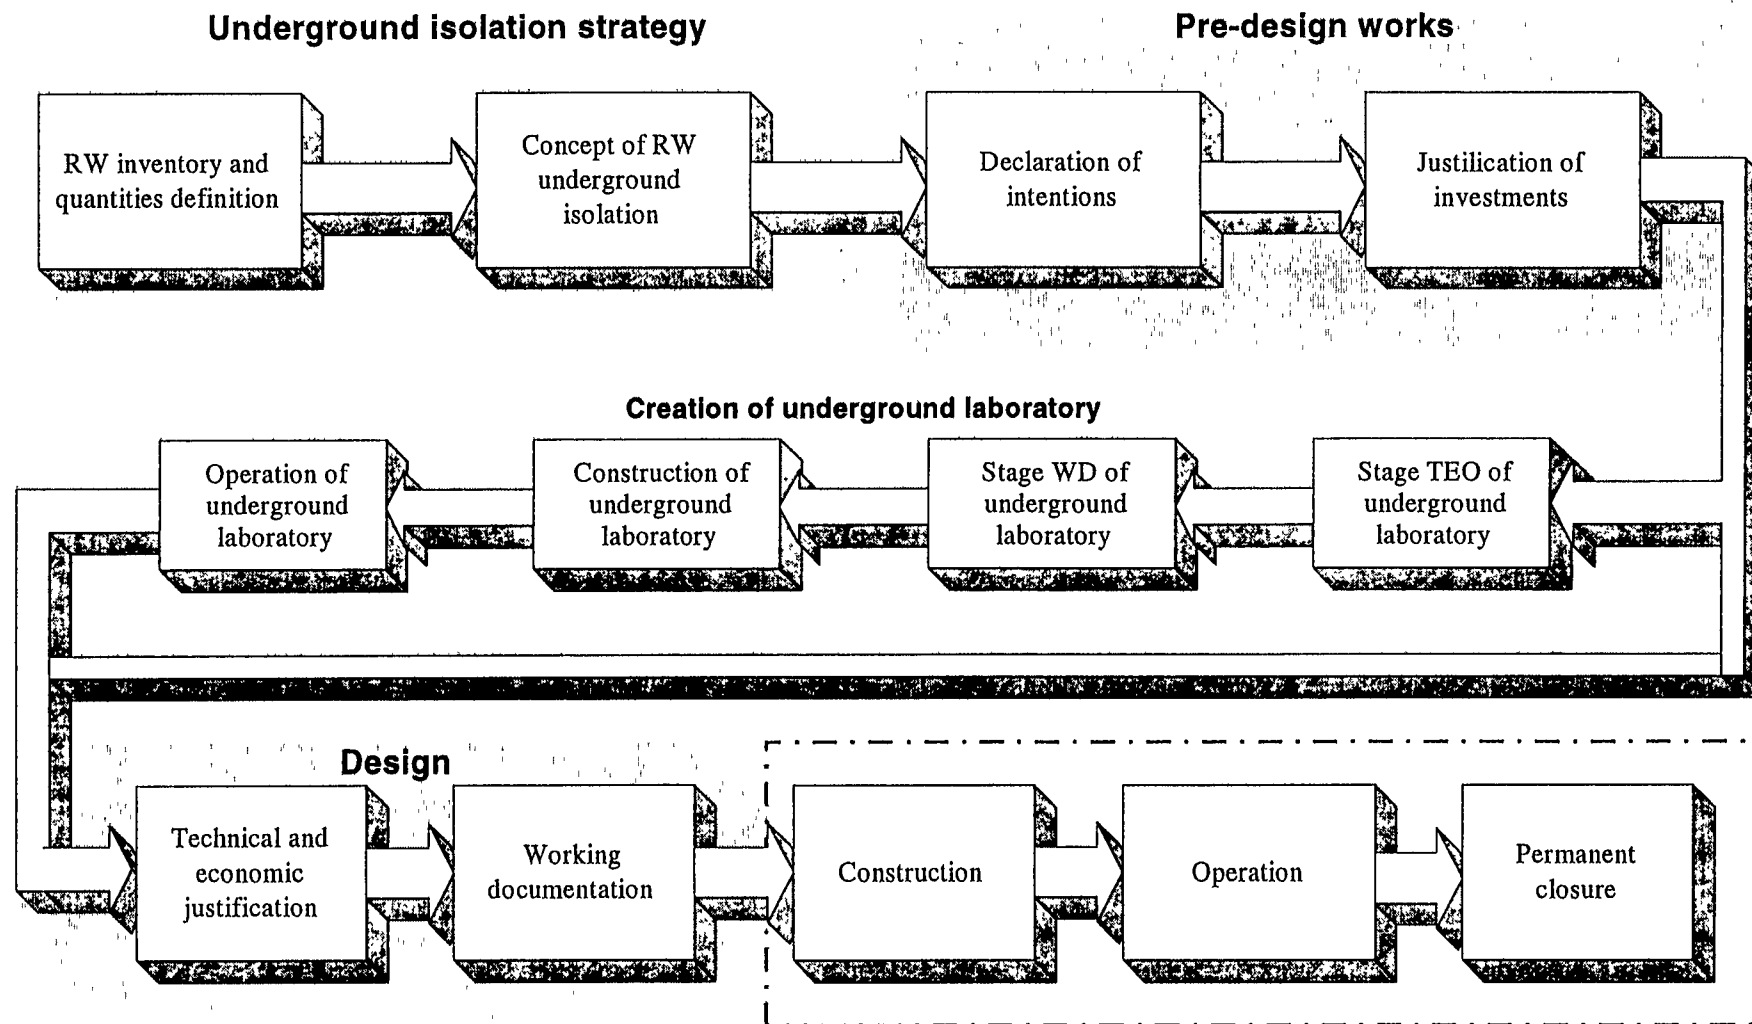 Underground isolation strategy
Pre-design works
RW inventory and
quantities definition
Concept of RW
underground
isolation
Declaration of
intentions
Justilication of
investments
Creation of underground laboratory
Operation of
underground
laboratory
Construction of
underground
laboratory
Stage WD of
underground
laboratory
Stage TEO of
underground
laboratory
Design
Technical and
economic
justification
Working
documentation
Construction
Operation
Permanent
closure